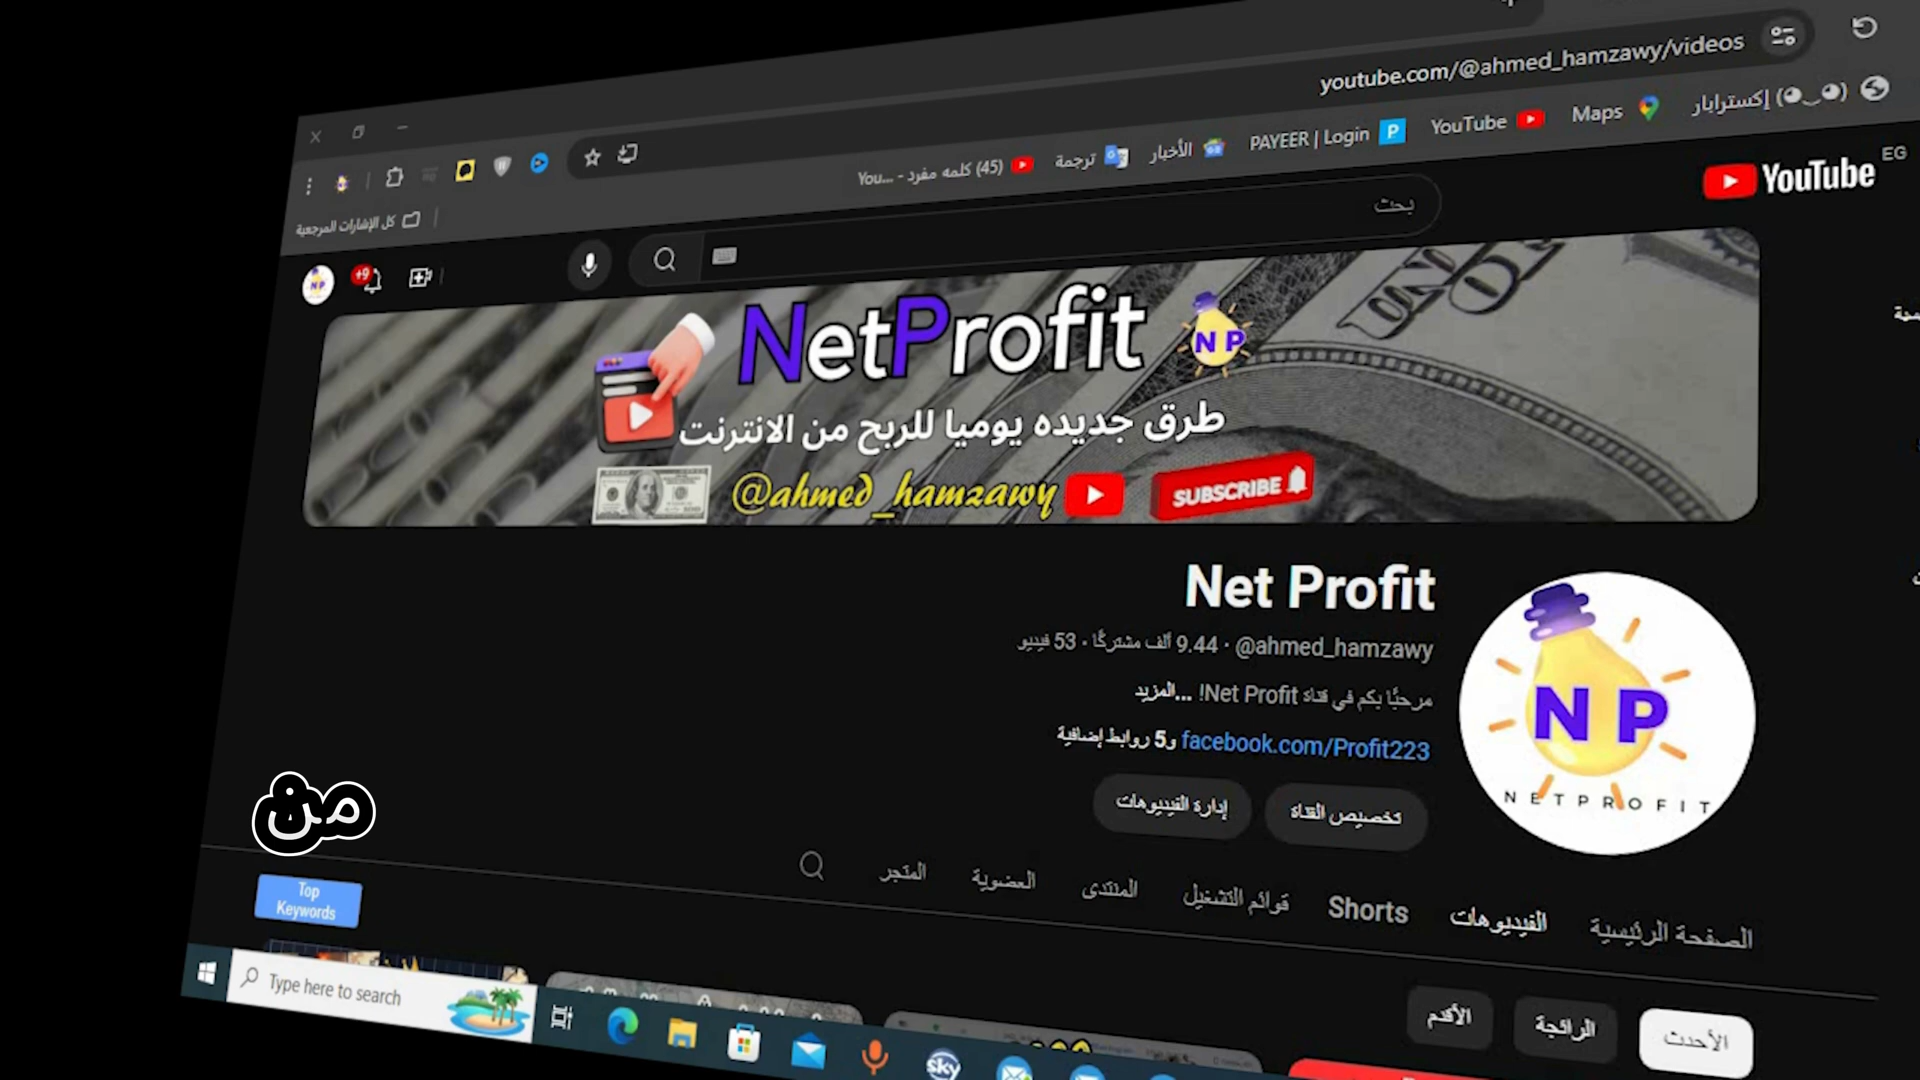 youtube.com/@ahmed_hamzawy/videos
إكسترابار (◕‿◕)
Maps
YouTube
PAYEER | Login
الأخبار
ترجمة
You... - كلمه مفرد (45)
كل الإشارات المرجعية
YouTube EG
بحث
+9
NP
NetProfit
N P
طرق جديده يوميا للربح من الانترنت
@ahmed_hamzawy
SUBSCRIBE
Net Profit
@ahmed_hamzawy · 9.44 ألف مشتركًا · 53 فيديو
مرحبًا بكم في قناة Net Profit! ...المزيد
facebook.com/Profit223 و5 روابط إضافية
تخصيص القناة
إدارة الفيديوهات
N P
NETPROFIT
من
الصفحة الرئيسية
الفيديوهات
Shorts
قوائم التشغيل
المنتدى
العضوية
المتجر
Top
Keywords
الأحدث
الرائجة
الأقدم
Type here to search
sky